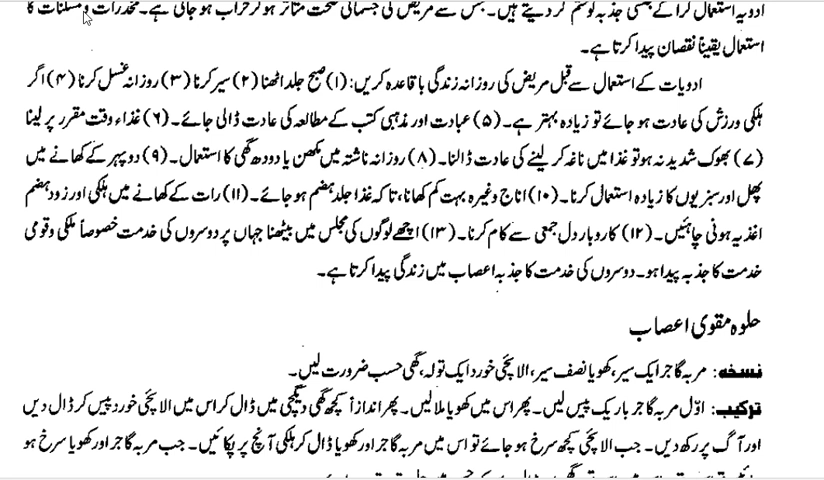 ادویہ استعمال کرا کے جنسی جذبہ کو ختم کر دیتے ہیں۔ جس سے مریض کی جسمانی صحت متاثر ہو کر خراب ہو جاتی ہے۔ مخدرات و مسکنات کا
استعمال یقیناً نقصان پیدا کرتا ہے۔
ادویات کے استعمال سے قبل مریض کی روزانہ زندگی باقاعدہ کریں: (۱) صبح جلد اٹھنا (۲) سیر کرنا (۳) روزانہ غسل کرنا (۴) اگر
ہلکی ورزش کی عادت ہو جائے تو زیادہ بہتر ہے۔ (۵) عبادت اور مذہبی کتب کے مطالعہ کی عادت ڈالی جائے۔ (۶) غذاء وقت مقرر پر لینا
(۷) بھوک شدید نہ ہو تو غذا میں ناغہ کر لینے کی عادت ڈالنا۔ (۸) روزانہ ناشتہ میں مکھن یا دودھ گھی کا استعمال۔ (۹) دوپہر کے کھانے میں
پھل اور سبزیوں کا زیادہ استعمال کرنا۔ (۱۰) اناج وغیرہ بہت کم کھانا، تاکہ غذا جلد ہضم ہو جائے۔ (۱۱) رات کے کھانے میں ہلکی اور زود ہضم
اغذیہ ہونی چاہئیں۔ (۱۲) کاروبار دل جمعی سے کام کرنا۔ (۱۳) اچھے لوگوں کی مجلس میں بیٹھنا جہاں پر دوسروں کی خدمت خصوصاً ملکی و قومی
خدمت کا جذبہ پیدا ہو۔ دوسروں کی خدمت کا جذبہ اعصاب میں زندگی پیدا کرتا ہے۔
حلوہ مقوی اعصاب
نسخہ: مربہ گاجر ایک سیر، کھویا نصف سیر، الائچی خورد ایک تولہ، گھی حسب ضرورت لیں۔
ترکیب: اوّل مربہ گاجر باریک پیس لیں۔ پھر اس میں کھویا ملا لیں۔ پھر اندازاً کچھ گھی دیگچی میں ڈال کر اس میں الائچی خورد پیس کر ڈال دیں
اور آگ پر رکھ دیں۔ جب الائچی کچھ سرخ ہو جائے تو اس میں مربہ گاجر اور کھویا ڈال کر ہلکی آنچ پر پکائیں۔ جب مربہ گاجر اور کھویا سرخ ہو